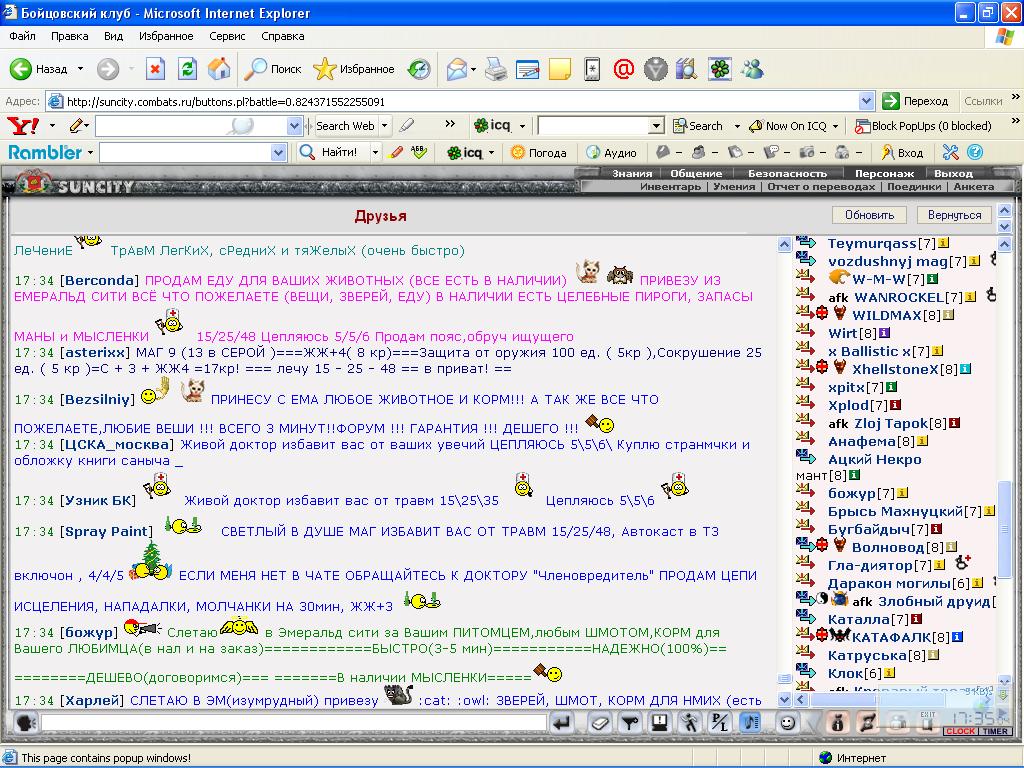 Бойцовский клуб - Microsoft Internet Explorer
Файл Правка Вид Избранное Сервис Справка
Назад Поиск Избранное
Адрес: http://suncity.combats.ru/buttons.pl?battle=0.824371552255091 Переход Ссылки »
Y! Search Web » icq Search Now On ICQ Block PopUps (0 blocked) »
Rambler Найти! АБВ icq Погода Аудио Вход
SUNCITY Знания Общение Безопасность Персонаж Выход
Инвентарь | Умения | Отчет о переводах | Поединки | Анкета
Друзья Обновить Вернуться
ЛеЧениЕ ТрАвМ ЛегКиХ, сРедниХ и тяЖелыХ (очень быстро)
17:34 [Berconda] ПРОДАМ ЕДУ ДЛЯ ВАШИХ ЖИВОТНЫХ (ВСЕ ЕСТЬ В НАЛИЧИИ) ПРИВЕЗУ ИЗ
ЕМЕРАЛЬД СИТИ ВСЁ ЧТО ПОЖЕЛАЕТЕ (ВЕЩИ, ЗВЕРЕЙ, ЕДУ) В НАЛИЧИИ ЕСТЬ ЦЕЛЕБНЫЕ ПИРОГИ, ЗАПАСЫ
МАНЫ и МЫСЛЕНКИ 15/25/48 Цепляюсь 5/5/6 Продам пояс,обруч ищущего
17:34 [asterixx] МАГ 9 (13 в СЕРОЙ )===ЖЖ+4( 8 кр)===Защита от оружия 100 ед. ( 5кр ),Сокрушение 25
ед. ( 5 кр )=С + 3 + ЖЖ4 =17кр! === лечу 15 - 25 - 48 == в приват! ==
17:34 [Bezsilniy] ПРИНЕСУ С ЕМА ЛЮБОЕ ЖИВОТНОЕ И КОРМ!!! А ТАК ЖЕ ВСЕ ЧТО
ПОЖЕЛАЕТЕ,ЛЮБИЕ ВЕШИ !!! ВСЕГО 3 МИНУТ!!ФОРУМ !!! ГАРАНТИЯ !!! ДЕШЕГО !!!
17:34 [ЦСКА_москва] Живой доктор избавит вас от ваших увечий ЦЕПЛЯЮСЬ 5\5\6\ Куплю странмчки и
обложку книги саныча _
17:34 [Узник БК] Живой доктор избавит вас от травм 15\25\35 Цепляюсь 5\5\6
17:34 [Spray Paint] СВЕТЛЫЙ В ДУШЕ МАГ ИЗБАВИТ ВАС ОТ ТРАВМ 15/25/48, Автокаст в ТЗ
включон , 4/4/5 ЕСЛИ МЕНЯ НЕТ В ЧАТЕ ОБРАЩАЙТЕСЬ К ДОКТОРУ "Членовредитель" ПРОДАМ ЦЕПИ
ИСЦЕЛЕНИЯ, НАПАДАЛКИ, МОЛЧАНКИ НА 30мин, ЖЖ+3
17:34 [божур] Слетаю в Эмеральд сити за Вашим ПИТОМЦЕМ,любым ШМОТОМ,КОРМ для
Вашего ЛЮБИМЦА(в нал и на заказ)============БЫСТРО(3-5 мин)===========НАДЕЖНО(100%)==
========ДЕШЕВО(договоримся)=== =======В наличии МЫСЛЕНКИ=====
17:34 [Харлей] СЛЕТАЮ В ЭМ(изумрудный) привезу :cat: :owl: ЗВЕРЕЙ, ШМОТ, КОРМ ДЛЯ НМИХ (есть
Teymurqass[7]
vozdushnyj mag[7]
W-M-W[7]
afk WANROCKEL[7]
WILDMAX[8]
Wirt[8]
x Ballistic x[7]
XhellstoneX[8]
xpitx[7]
Xplod[7]
afk Zloj Tapok[8]
Анафема[8]
Ацкий Некро
мант[8]
божур[7]
Брысь Махнуцкий[7]
Бугбайдыч[7]
Волновод[8]
Гла-диятор[7]
Даракон могилы[6]
afk Злобный друид[
Каталла[7]
КАТАФАЛК[8]
Катруська[8]
Клок[6]
P/L EXIT 17:35
CLOCK | TIMER
This page contains popup windows! Интернет